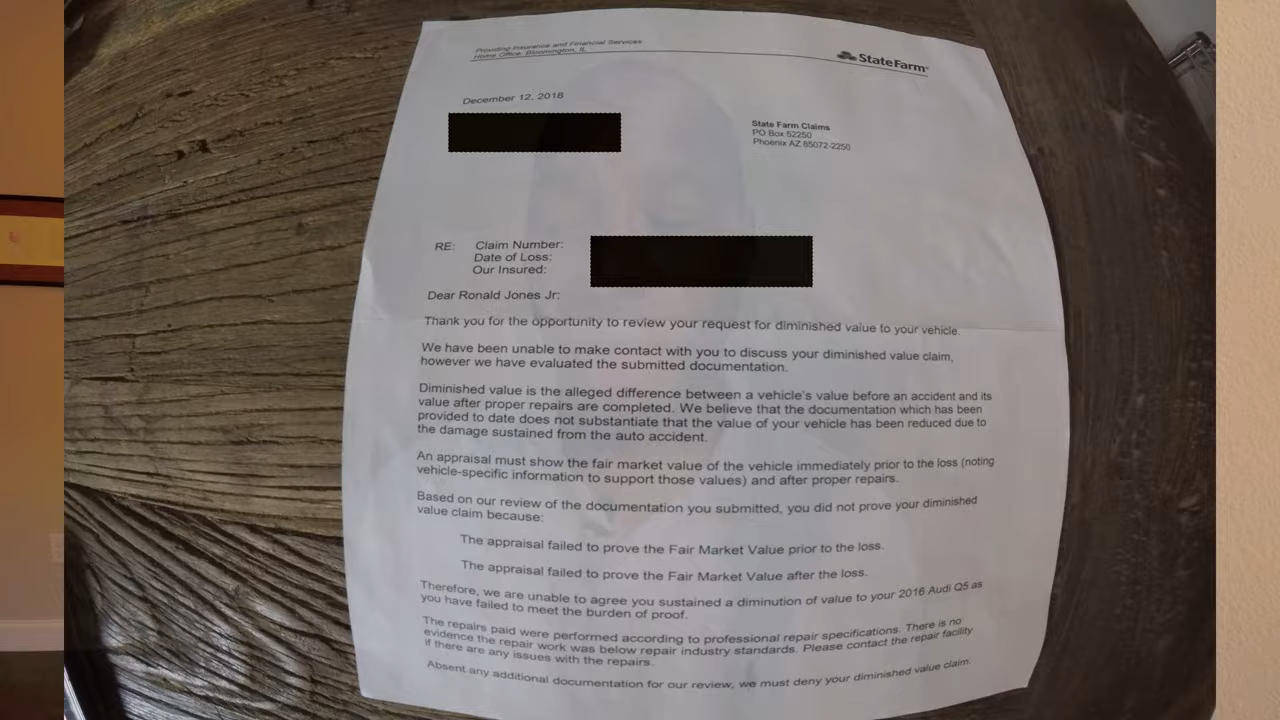 Providing Insurance and Financial Services
Home Office, Bloomington, IL
StateFarm®
December 12, 2018
State Farm Claims
PO Box 52250
Phoenix AZ 85072-2250
RE: Claim Number:
Date of Loss:
Our Insured:
Dear Ronald Jones Jr:
Thank you for the opportunity to review your request for diminished value to your vehicle.
We have been unable to make contact with you to discuss your diminished value claim,
however we have evaluated the submitted documentation.
Diminished value is the alleged difference between a vehicle's value before an accident and its
value after proper repairs are completed. We believe that the documentation which has been
provided to date does not substantiate that the value of your vehicle has been reduced due to
the damage sustained from the auto accident.
An appraisal must show the fair market value of the vehicle immediately prior to the loss (noting
vehicle-specific information to support those values) and after proper repairs.
Based on our review of the documentation you submitted, you did not prove your diminished
value claim because:
The appraisal failed to prove the Fair Market Value prior to the loss.
The appraisal failed to prove the Fair Market Value after the loss.
Therefore, we are unable to agree you sustained a diminution of value to your 2016 Audi Q5 as
you have failed to meet the burden of proof.
The repairs paid were performed according to professional repair specifications. There is no
evidence the repair work was below repair industry standards. Please contact the repair facility
if there are any issues with the repairs.
Absent any additional documentation for our review, we must deny your diminished value claim.